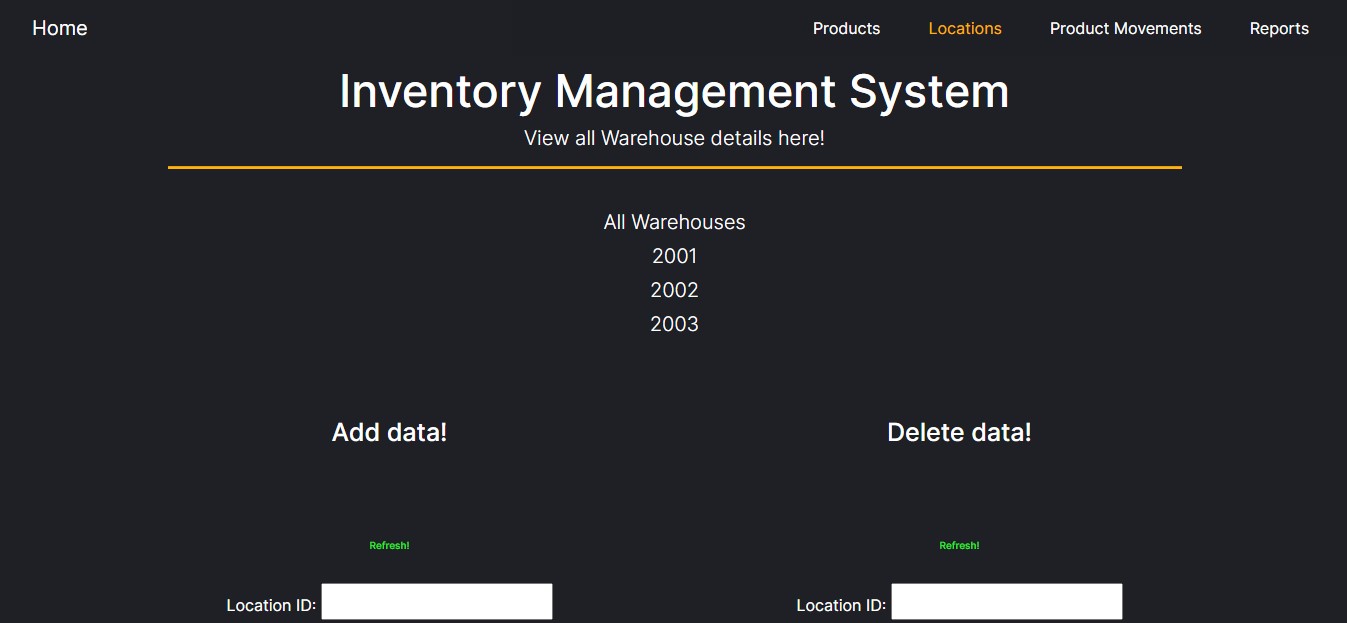 Home Products Locations Product Movements Reports
Inventory Management System
View all Warehouse details here!
All Warehouses
2001
2002
2003
Add data! Delete data!
Refresh! Refresh!
Location ID: Location ID: